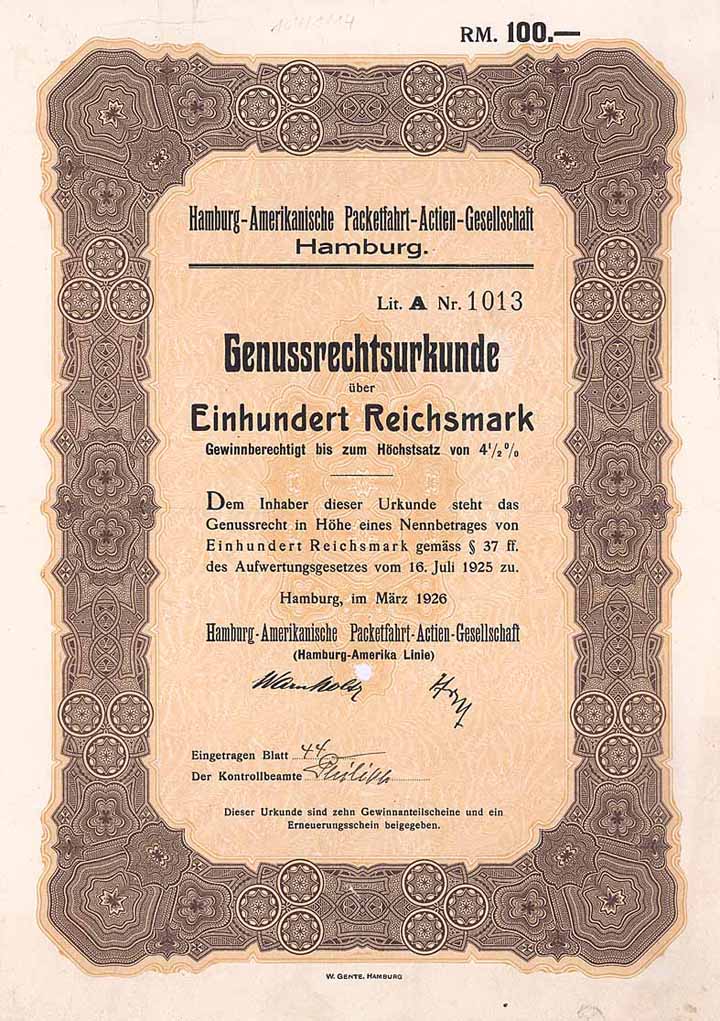 RM. 100.—
Hamburg-Amerikanische Packetfahrt-Actien-Gesellschaft
Hamburg.
Lit. A Nr. 1013
Genussrechtsurkunde
über
Einhundert Reichsmark
Gewinnberechtigt bis zum Höchstsatz von 4 1/2 %
Dem Inhaber dieser Urkunde steht das
Genussrecht in Höhe eines Nennbetrages von
Einhundert Reichsmark gemäss § 37 ff.
des Aufwertungsgesetzes vom 16. Juli 1925 zu.
Hamburg, im März 1926
Hamburg-Amerikanische Packetfahrt-Actien-Gesellschaft
(Hamburg-Amerika Linie)
Eingetragen Blatt 44
Der Kontrollbeamte
Dieser Urkunde sind zehn Gewinnanteilscheine und ein
Erneuerungsschein beigegeben.
W. GENTE, HAMBURG